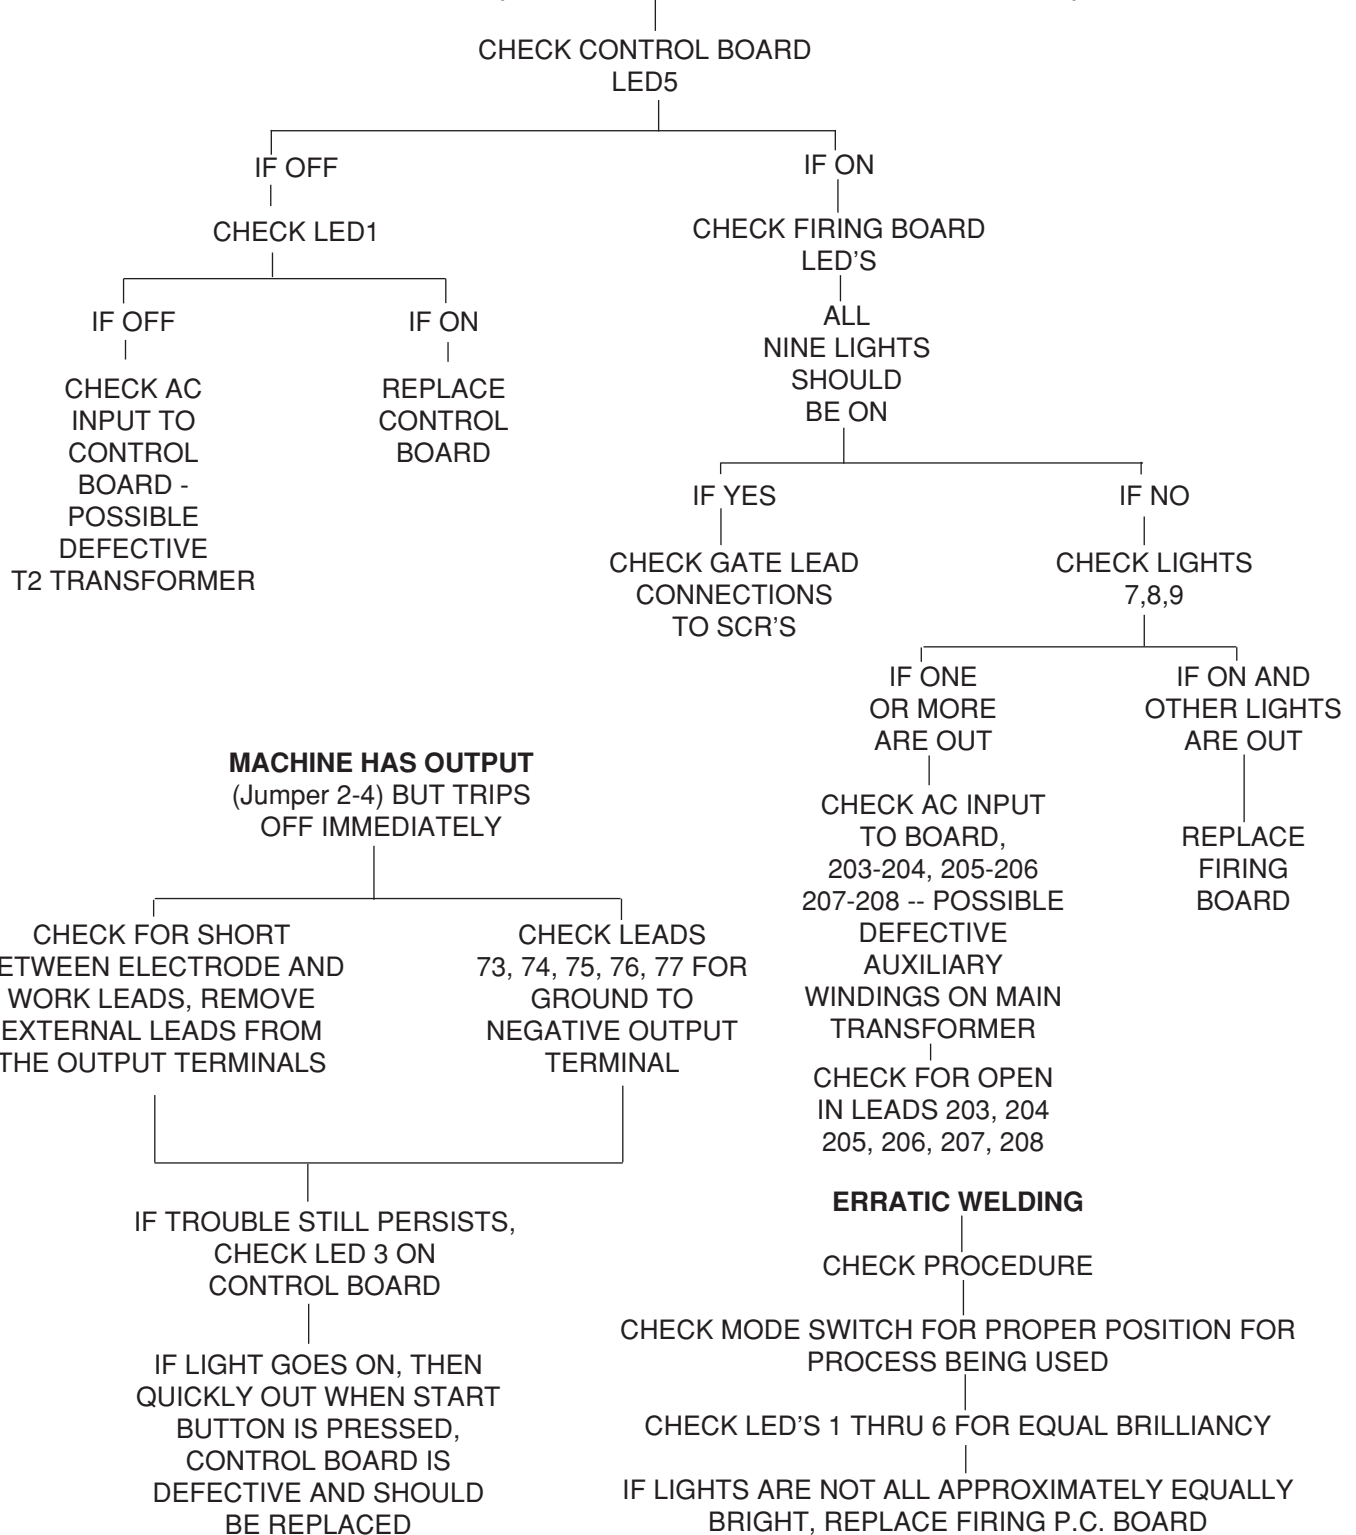 CHECK CONTROL BOARD
LED5
IF OFF
CHECK LED1
IF OFF
CHECK AC
INPUT TO
CONTROL
BOARD -
POSSIBLE
DEFECTIVE
T2 TRANSFORMER
IF ON
REPLACE
CONTROL
BOARD
IF ON
CHECK FIRING BOARD
LED'S
ALL
NINE LIGHTS
SHOULD
BE ON
IF YES
CHECK GATE LEAD
CONNECTIONS
TO SCR'S
IF NO
CHECK LIGHTS
7,8,9
IF ONE
OR MORE
ARE OUT
CHECK AC INPUT
TO BOARD,
203-204, 205-206
207-208 -- POSSIBLE
DEFECTIVE
AUXILIARY
WINDINGS ON MAIN
TRANSFORMER
CHECK FOR OPEN
IN LEADS 203, 204
205, 206, 207, 208
IF ON AND
OTHER LIGHTS
ARE OUT
REPLACE
FIRING
BOARD
MACHINE HAS OUTPUT
(Jumper 2-4) BUT TRIPS
OFF IMMEDIATELY
CHECK FOR SHORT
ETWEEN ELECTRODE AND
WORK LEADS, REMOVE
EXTERNAL LEADS FROM
THE OUTPUT TERMINALS
CHECK LEADS
73, 74, 75, 76, 77 FOR
GROUND TO
NEGATIVE OUTPUT
TERMINAL
IF TROUBLE STILL PERSISTS,
CHECK LED 3 ON
CONTROL BOARD
IF LIGHT GOES ON, THEN
QUICKLY OUT WHEN START
BUTTON IS PRESSED,
CONTROL BOARD IS
DEFECTIVE AND SHOULD
BE REPLACED
ERRATIC WELDING
CHECK PROCEDURE
CHECK MODE SWITCH FOR PROPER POSITION FOR
PROCESS BEING USED
CHECK LED'S 1 THRU 6 FOR EQUAL BRILLIANCY
IF LIGHTS ARE NOT ALL APPROXIMATELY EQUALLY
BRIGHT, REPLACE FIRING P.C. BOARD